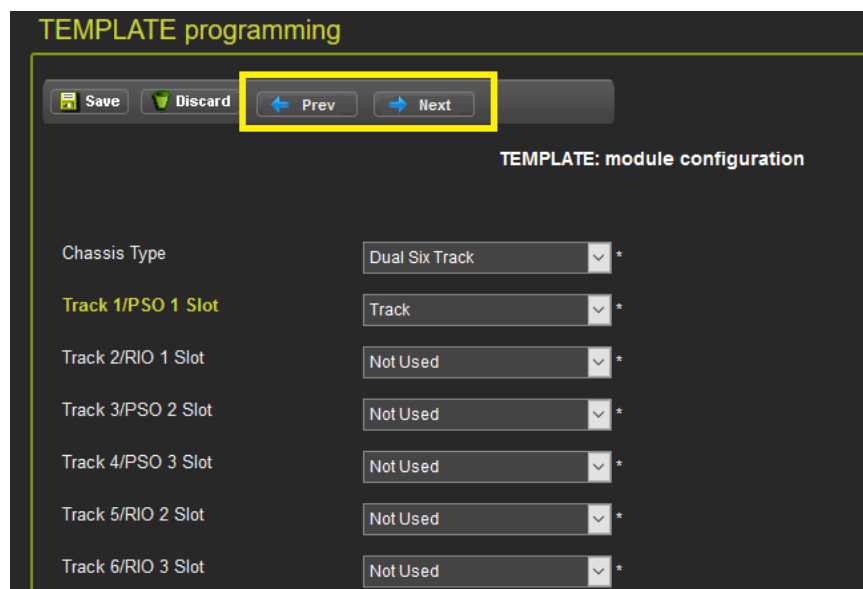 TEMPLATE programming
Save Discard Prev Next
TEMPLATE: module configuration
Chassis Type Dual Six Track *
Track 1/PSO 1 Slot Track *
Track 2/RIO 1 Slot Not Used *
Track 3/PSO 2 Slot Not Used *
Track 4/PSO 3 Slot Not Used *
Track 5/RIO 2 Slot Not Used *
Track 6/RIO 3 Slot Not Used *